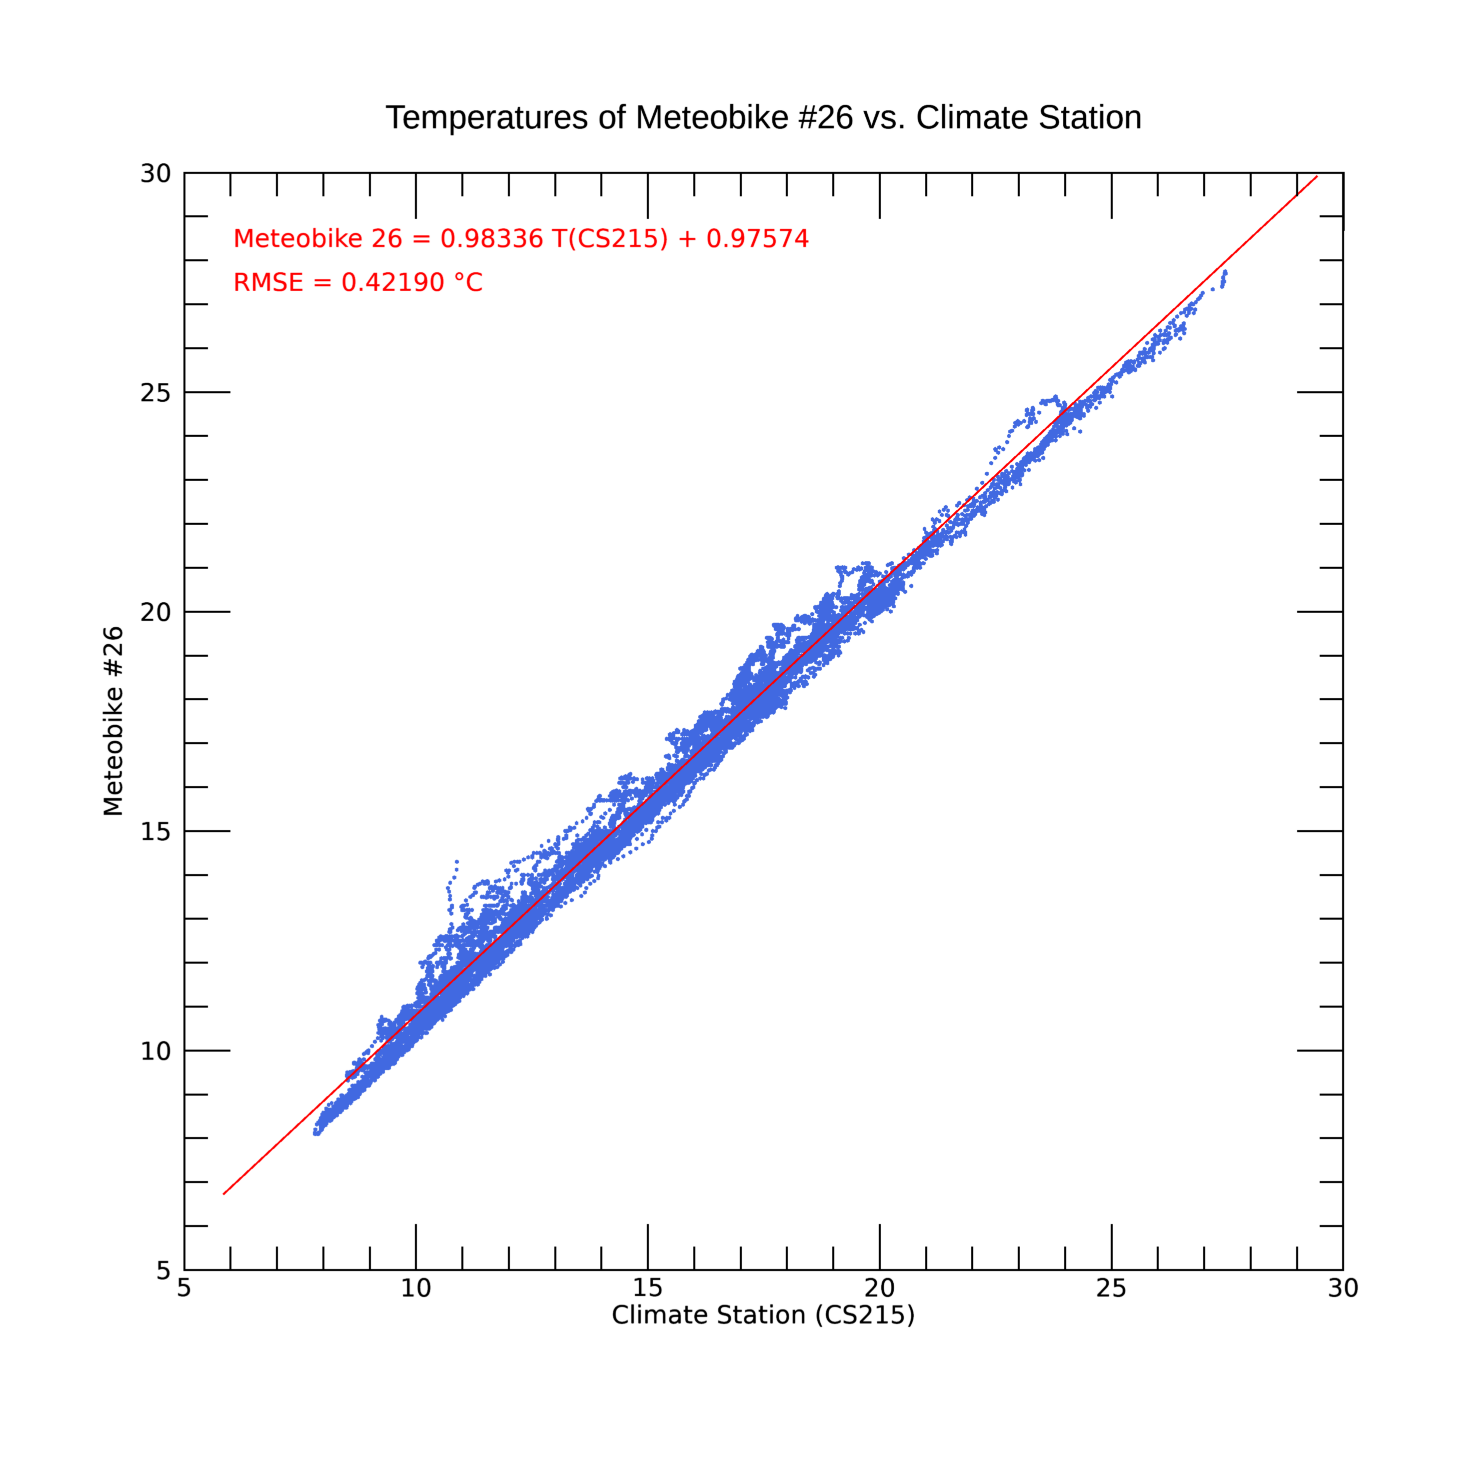 Temperatures of Meteobike #26 vs. Climate Station
30
Meteobike 26 = 0.98336 T(CS215) + 0.97574
RMSE = 0.42190 °C
25
20
Meteobike #26
15
10
5
5 10 15 20 25 30
Climate Station (CS215)